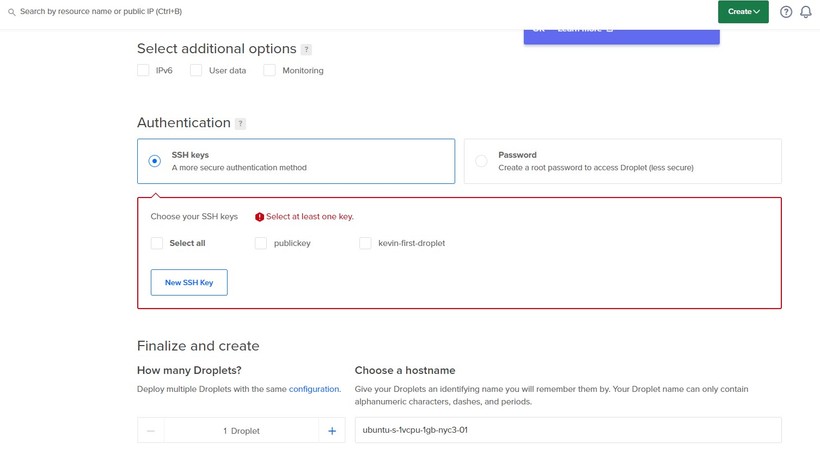 Search by resource name or public IP (Ctrl+B)
Create
?
Learn more
Select additional options ?
IPv6
User data
Monitoring
Authentication ?
SSH keys
A more secure authentication method
Password
Create a root password to access Droplet (less secure)
Choose your SSH keys
! Select at least one key.
Select all
publickey
kevin-first-droplet
New SSH Key
Finalize and create
How many Droplets?
Deploy multiple Droplets with the same configuration.
Choose a hostname
Give your Droplets an identifying name you will remember them by. Your Droplet name can only contain
alphanumeric characters, dashes, and periods.
1 Droplet
ubuntu-s-1vcpu-1gb-nyc3-01